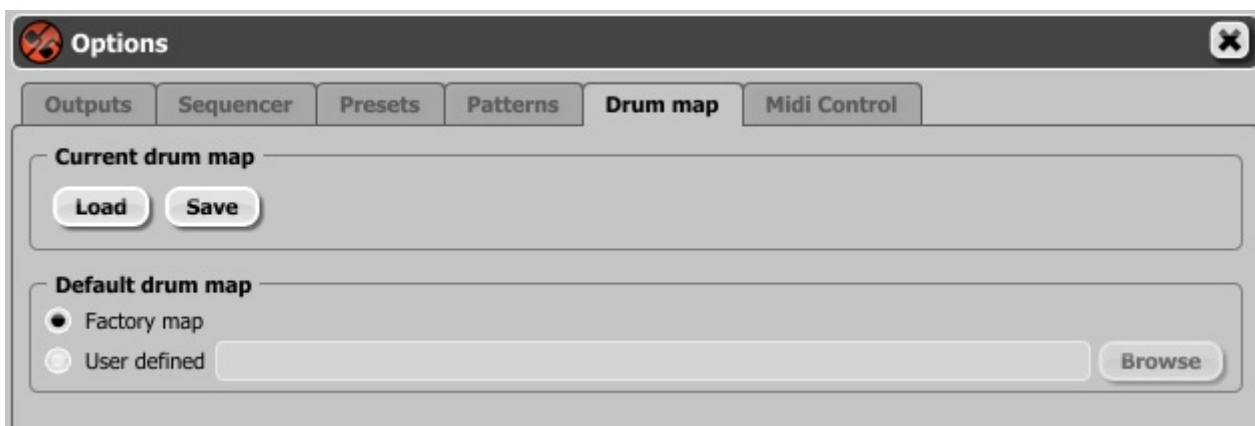 Options
Outputs Sequencer Presets Patterns Drum map Midi Control
Current drum map
Load Save
Default drum map
Factory map
User defined Browse